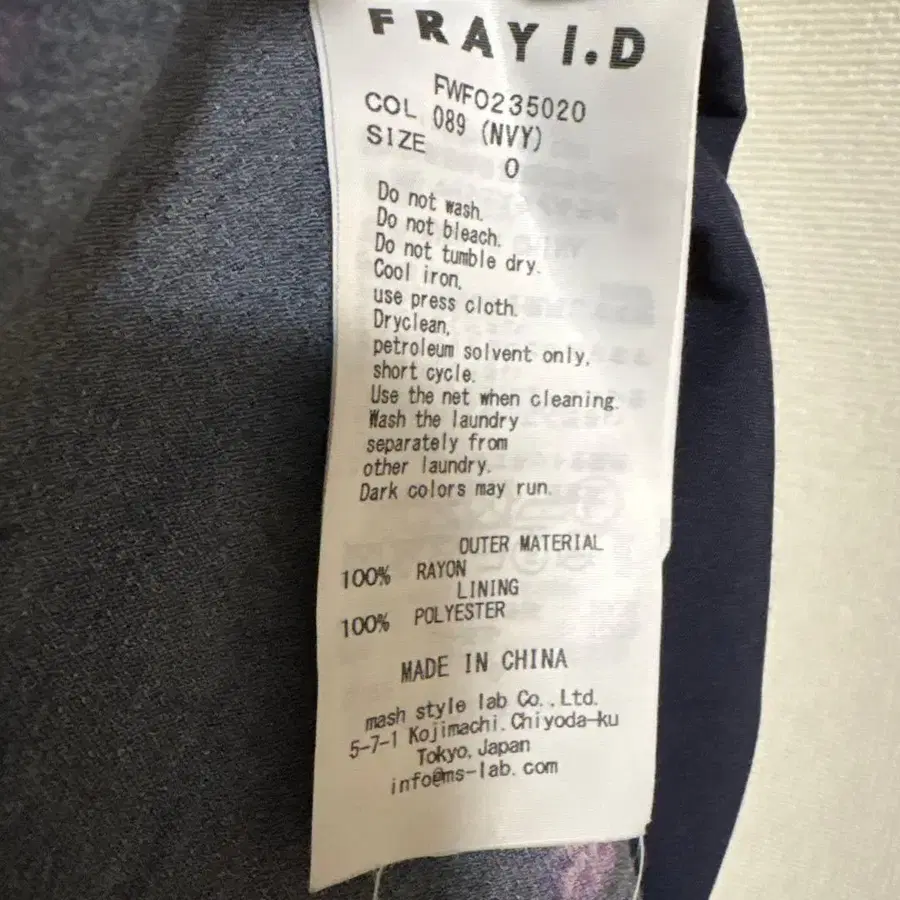 FRAY I.D
FWFO235020
COL 089 (NVY)
SIZE 0
Do not wash.
Do not bleach.
Do not tumble dry.
Cool iron,
use press cloth.
Dryclean,
petroleum solvent only,
short cycle.
Use the net when cleaning.
Wash the laundry
separately from
other laundry.
Dark colors may run.
OUTER MATERIAL
100% RAYON
LINING
100% POLYESTER
MADE IN CHINA
mash style lab Co.,Ltd.
5-7-1 Kojimachi.Chiyoda-ku
Tokyo,Japan
info@ms-lab.com